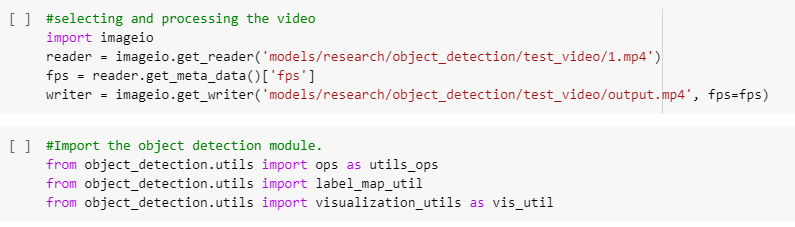 [ ] #selecting and processing the video
import imageio
reader = imageio.get_reader('models/research/object_detection/test_video/1.mp4')
fps = reader.get_meta_data()['fps']
writer = imageio.get_writer('models/research/object_detection/test_video/output.mp4', fps=fps)
[ ] #Import the object detection module.
from object_detection.utils import ops as utils_ops
from object_detection.utils import label_map_util
from object_detection.utils import visualization_utils as vis_util